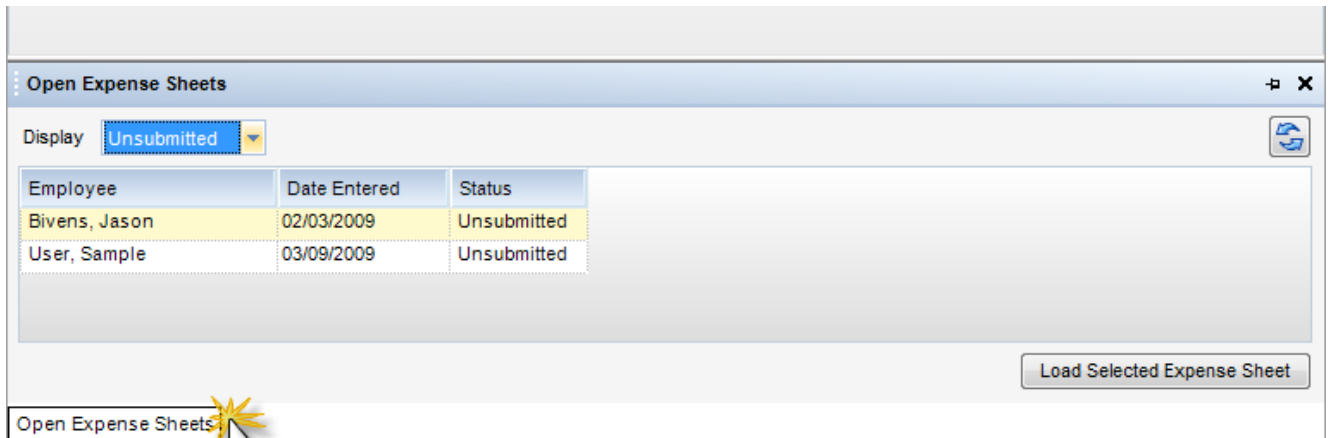 Open Expense Sheets
Display Unsubmitted
Employee Date Entered Status
Bivens, Jason 02/03/2009 Unsubmitted
User, Sample 03/09/2009 Unsubmitted
Load Selected Expense Sheet
Open Expense Sheets